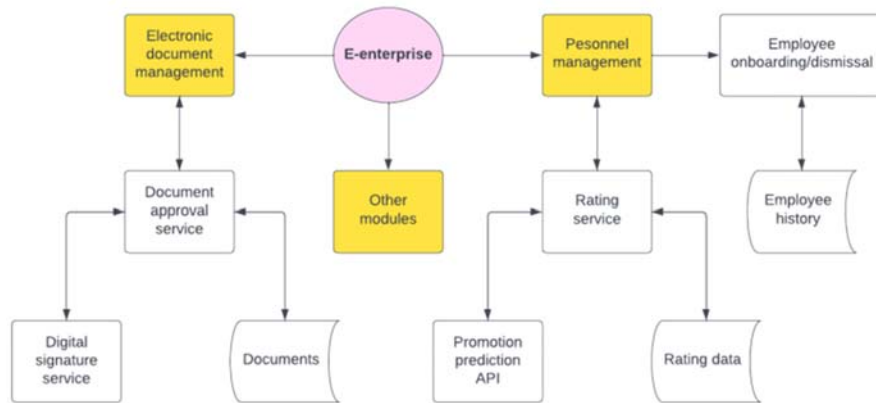 Electronic
document
management
E-enterprise
Pesonnel
management
Employee
onboarding/dismissal
Document
approval
service
Other
modules
Rating
service
Employee
history
Digital
signature
service
Documents
Promotion
prediction
API
Rating data